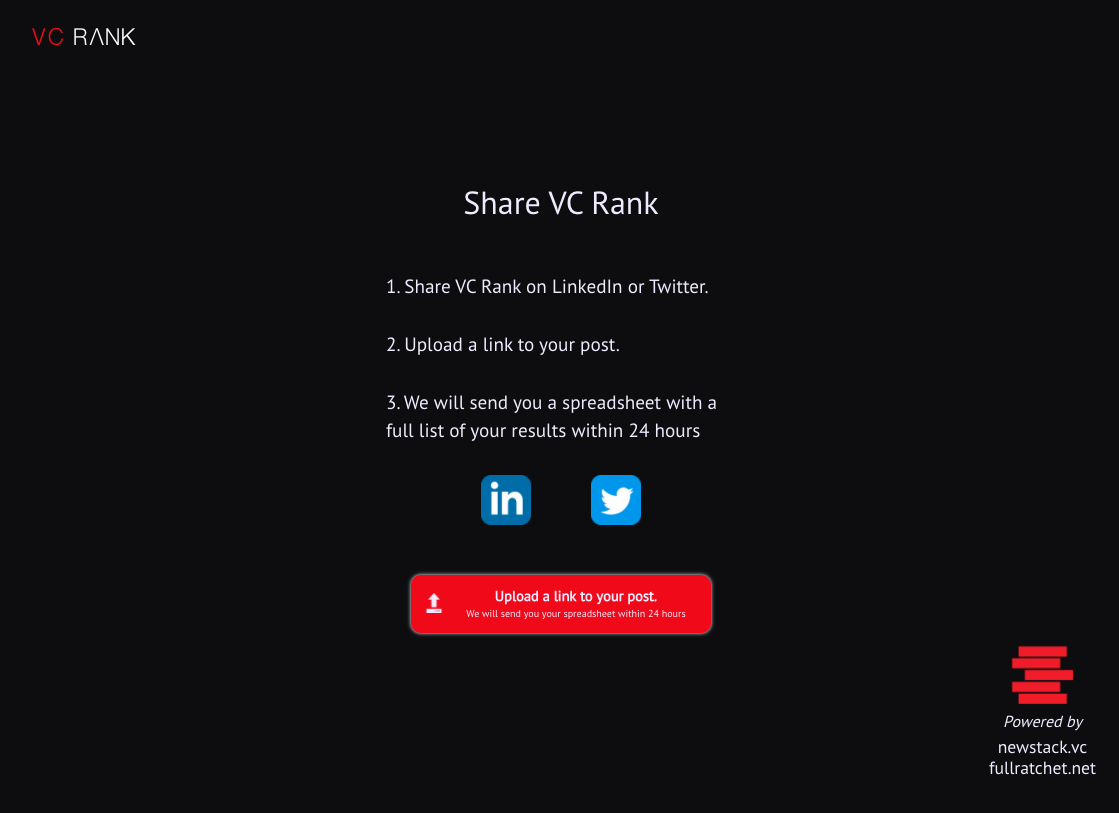 VC RANK
Share VC Rank
1. Share VC Rank on LinkedIn or Twitter.
2. Upload a link to your post.
3. We will send you a spreadsheet with a
full list of your results within 24 hours
in
Upload a link to your post.
We will send you your spreadsheet within 24 hours
Powered by
newstack.vc
fullratchet.net